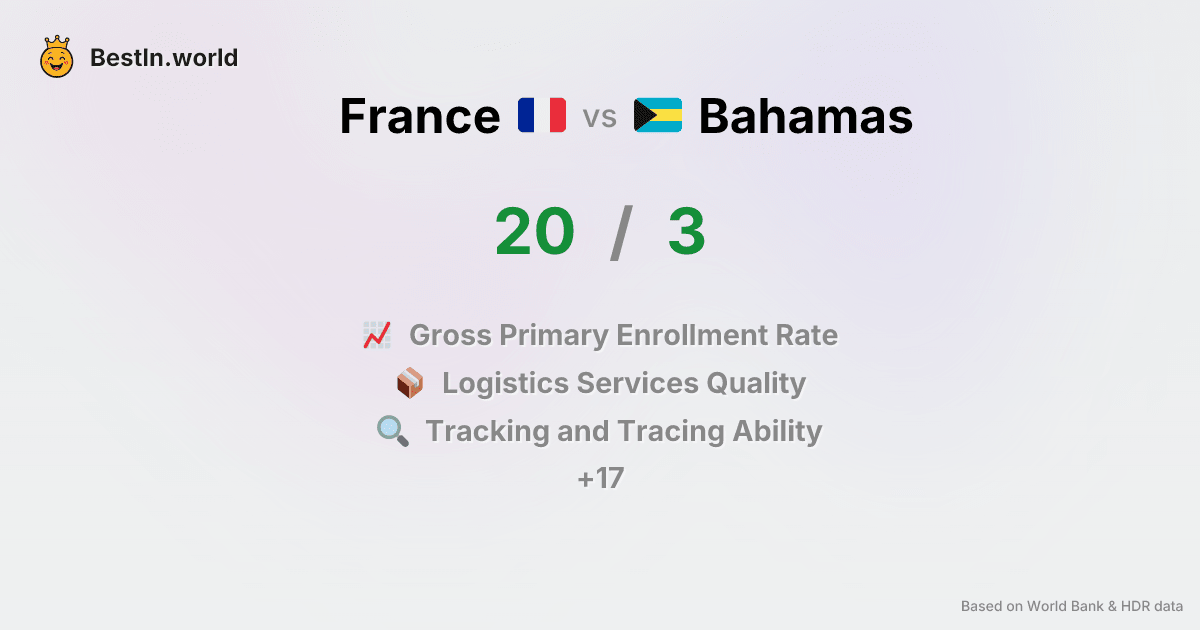 BestIn.world
France vs Bahamas
20 / 3
Gross Primary Enrollment Rate
Logistics Services Quality
Tracking and Tracing Ability
+17
Based on World Bank & HDR data